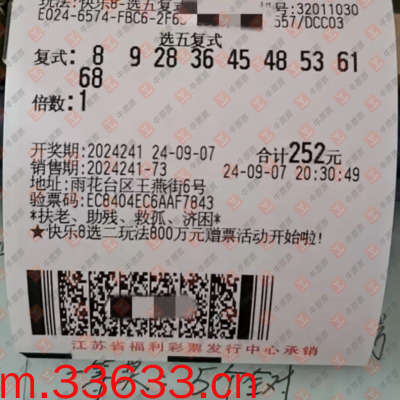 玩法:快乐8-选五复式
E024-6574-FBC6-2F6 557/DCC03
号:32011030
选五复式
复式: 8 9 28 36 45 48 53 61
68
倍数:1
开奖期:2024241 24-09-07 合计252元
销售期:2024241-73 24-09-07 20:30:49
地址:雨花台区王燕街6号
验票码:EC8404EC6AAF7843
*扶老、助残、救孤、济困*
★快乐8选二玩法800万元赠票活动开始啦!
江苏省福利彩票发行中心承销
m.33633.com.cn